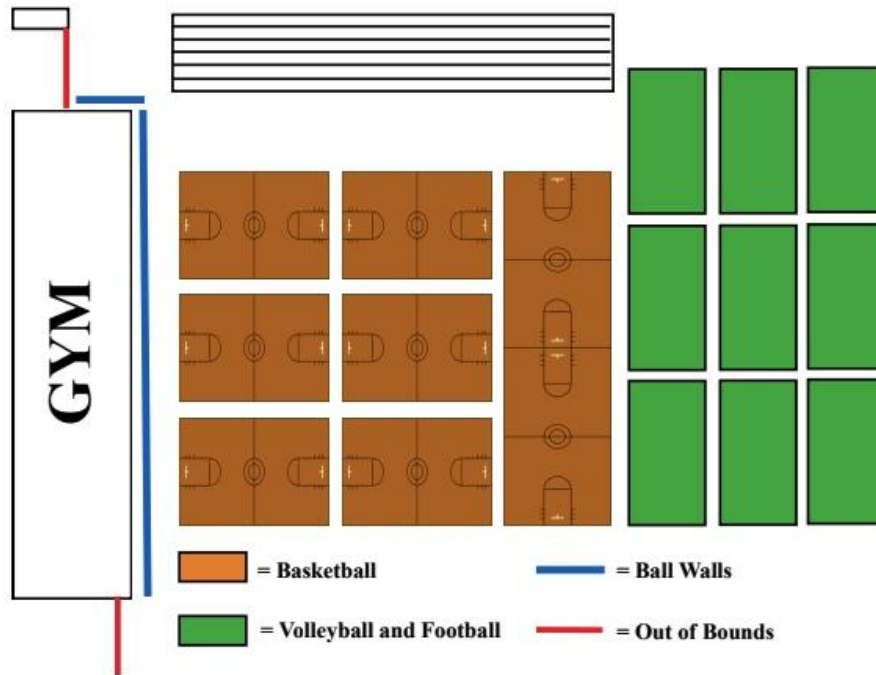 GYM
= Basketball
= Ball Walls
= Volleyball and Football
= Out of Bounds